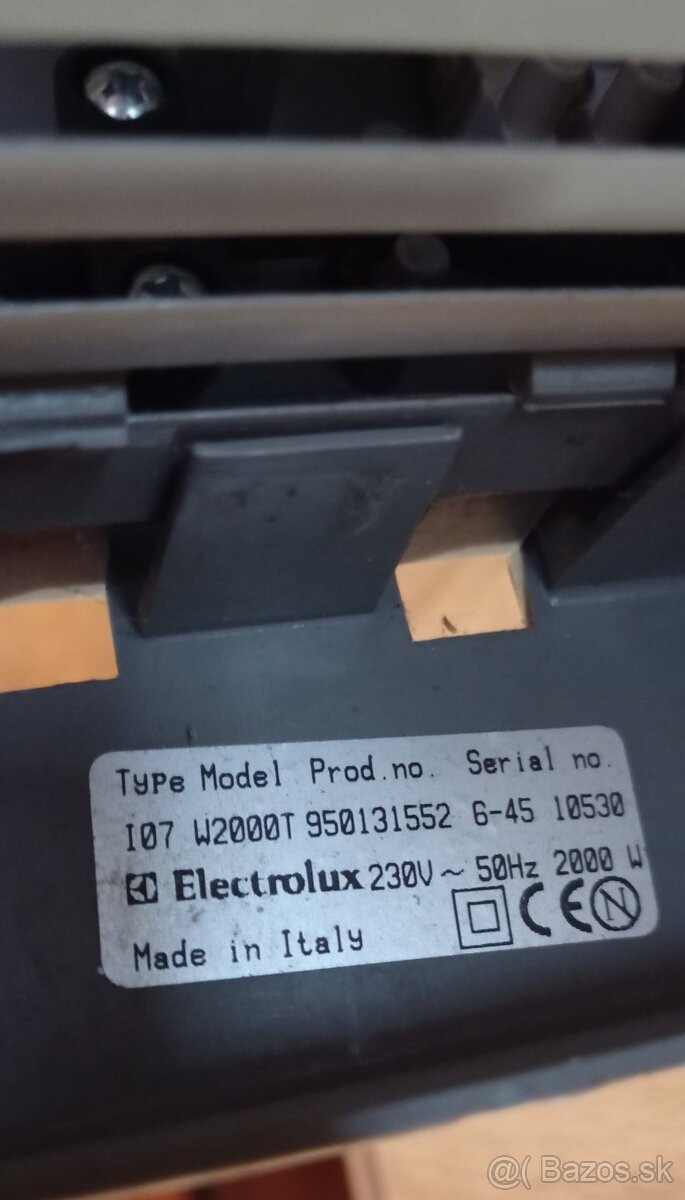 Type Model Prod.no. Serial no.
I07 W2000T 950131552 6-45 10530
Electrolux 230V ~ 50Hz 2000 W
CE N
Made in Italy
@( Bazos.sk